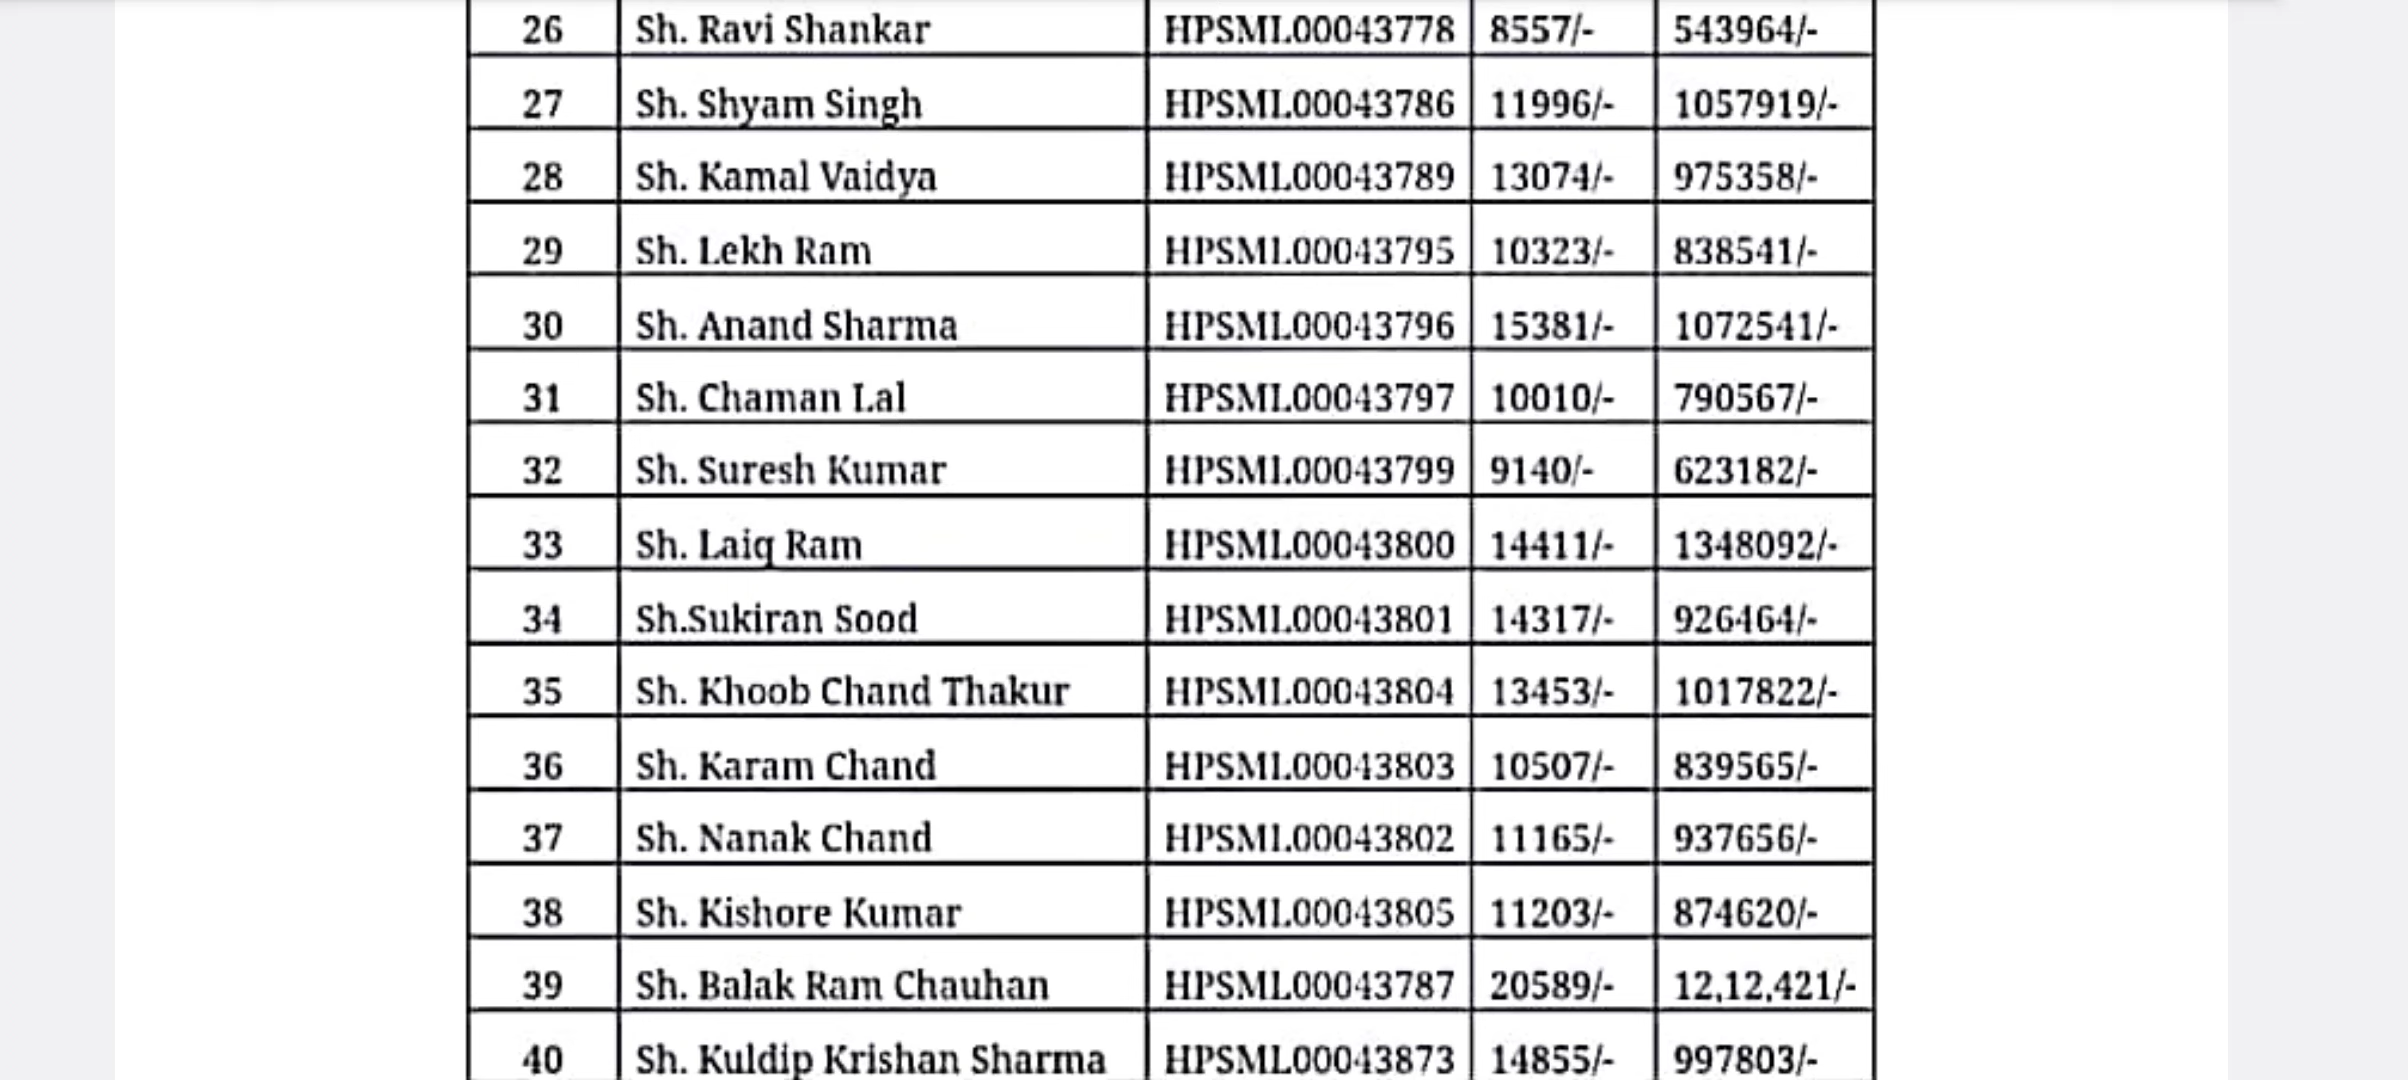 26 Sh. Ravi Shankar HPSML00043778 8557/- 543964/-
27 Sh. Shyam Singh HPSML00043786 11996/- 1057919/-
28 Sh. Kamal Vaidya HPSML00043789 13074/- 975358/-
29 Sh. Lekh Ram HPSML00043795 10323/- 838541/-
30 Sh. Anand Sharma HPSML00043796 15381/- 1072541/-
31 Sh. Chaman Lal HPSML00043797 10010/- 790567/-
32 Sh. Suresh Kumar HPSML00043799 9140/- 623182/-
33 Sh. Laiq Ram HPSML00043800 14411/- 1348092/-
34 Sh.Sukiran Sood HPSML00043801 14317/- 926464/-
35 Sh. Khoob Chand Thakur HPSML00043804 13453/- 1017822/-
36 Sh. Karam Chand HPSML00043803 10507/- 839565/-
37 Sh. Nanak Chand HPSML00043802 11165/- 937656/-
38 Sh. Kishore Kumar HPSML00043805 11203/- 874620/-
39 Sh. Balak Ram Chauhan HPSML00043787 20589/- 12,12,421/-
40 Sh. Kuldip Krishan Sharma HPSML00043873 14855/- 997803/-